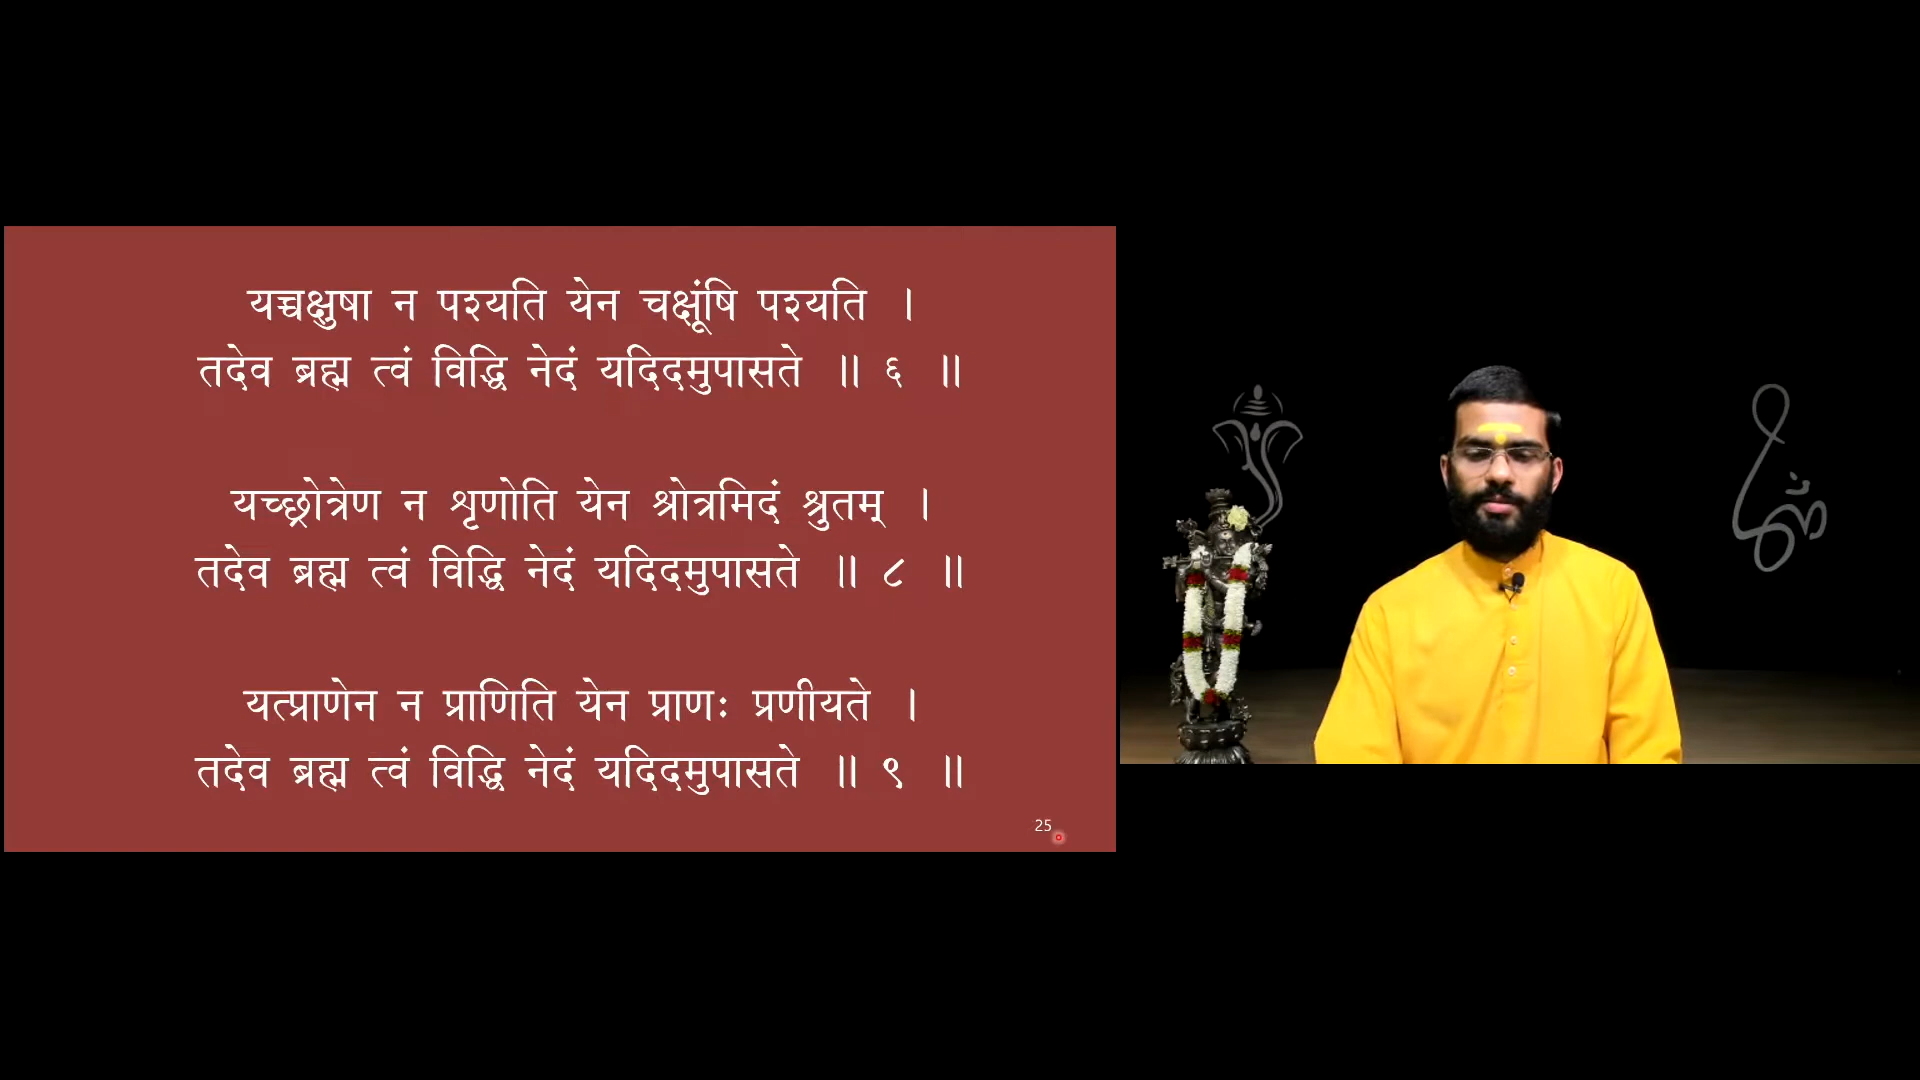 यच्चक्षुषा न पश्यति येन चक्षूंषि पश्यति ।
तदेव ब्रह्म त्वं विद्धि नेदं यदिदमुपासते ॥ ६ ॥
यच्छ्रोत्रेण न शृणोति येन श्रोत्रमिदं श्रुतम् ।
तदेव ब्रह्म त्वं विद्धि नेदं यदिदमुपासते ॥ ८ ॥
यत्प्राणेन न प्राणिति येन प्राणः प्रणीयते ।
तदेव ब्रह्म त्वं विद्धि नेदं यदिदमुपासते ॥ ९ ॥
25